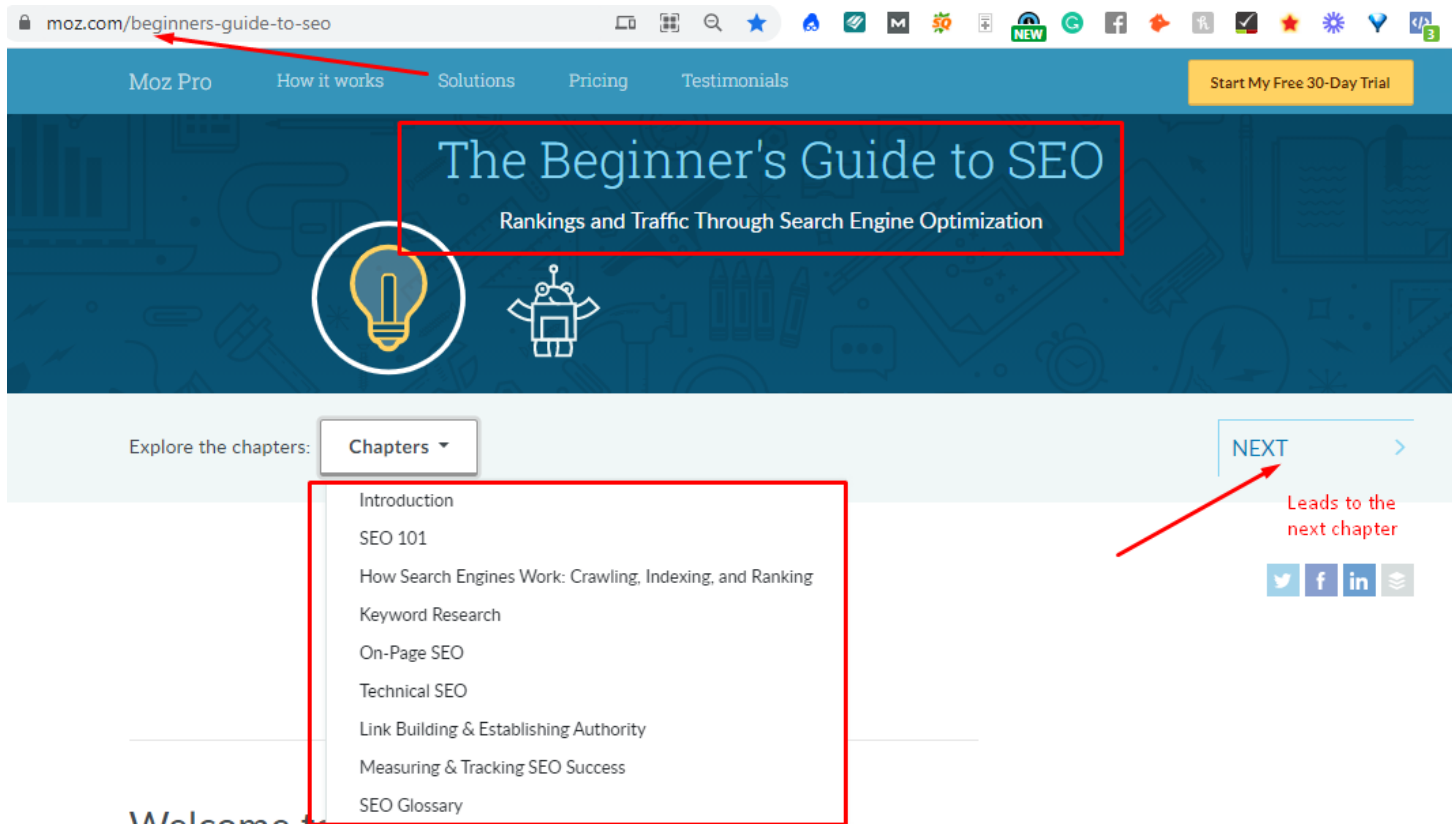 moz.com/beginners-guide-to-seo
NEW
3
Moz Pro How it works Solutions Pricing Testimonials Start My Free 30-Day Trial
The Beginner's Guide to SEO
Rankings and Traffic Through Search Engine Optimization
Explore the chapters: Chapters NEXT
Leads to the
next chapter
Introduction
SEO 101
How Search Engines Work: Crawling, Indexing, and Ranking
Keyword Research
On-Page SEO
Technical SEO
Link Building & Establishing Authority
Measuring & Tracking SEO Success
SEO Glossary